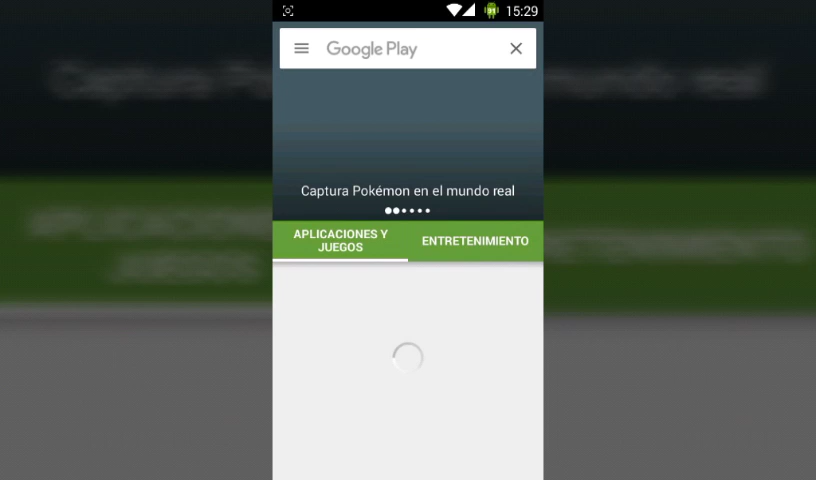 15:29
Google Play
Captura Pokémon en el mundo real
APLICACIONES Y
JUEGOS
ENTRETENIMIENTO